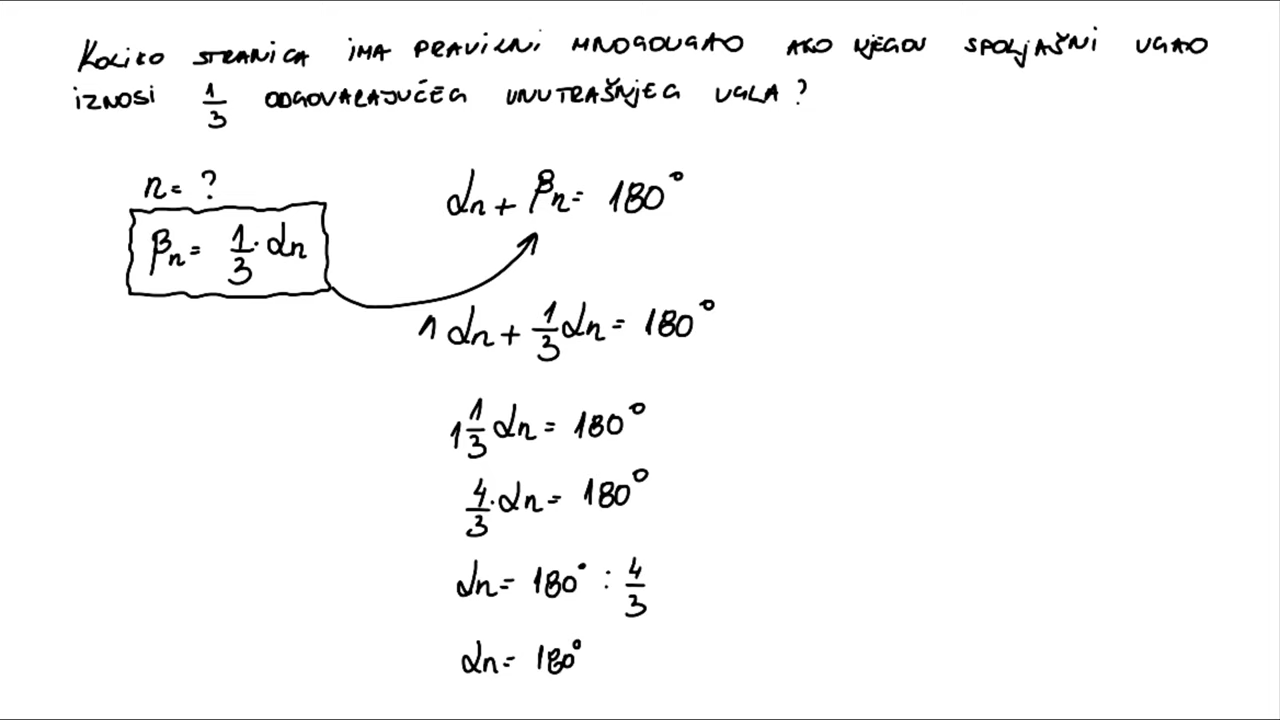 KOLIKO STRANICA IMA PRAVILNI MNOGOUGAO AKO NJEGOV SPOLJAŠNI UGAO
IZNOSI 1/3 ODGOVARAJUĆEG UNUTRAŠNJEG UGLA?
n = ?
βn = 1/3 · αn
αn + βn = 180°
1 αn + 1/3 αn = 180°
1 1/3 αn = 180°
4/3 · αn = 180°
αn = 180° : 4/3
αn = 180°